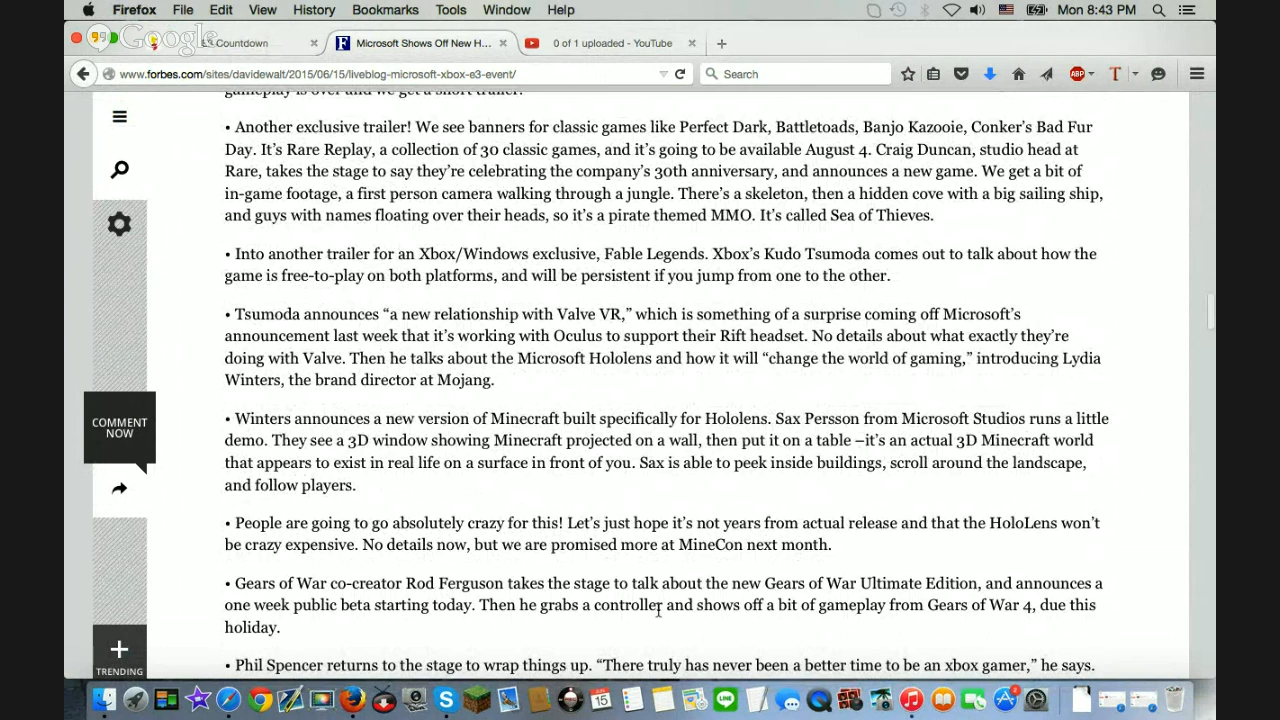 Firefox File Edit View History Bookmarks Tools Window Help Mon 8:43 PM
Google Countdown Microsoft Shows Off New H... 0 of 1 uploaded - YouTube
www.forbes.com/sites/davidewalt/2015/06/15/liveblog-microsoft-xbox-e3-event/ Search ABP T
gameplay is over and we get a short trailer.
• Another exclusive trailer! We see banners for classic games like Perfect Dark, Battletoads, Banjo Kazooie, Conker's Bad Fur
Day. It's Rare Replay, a collection of 30 classic games, and it's going to be available August 4. Craig Duncan, studio head at
Rare, takes the stage to say they're celebrating the company's 30th anniversary, and announces a new game. We get a bit of
in-game footage, a first person camera walking through a jungle. There's a skeleton, then a hidden cove with a big sailing ship,
and guys with names floating over their heads, so it's a pirate themed MMO. It's called Sea of Thieves.
• Into another trailer for an Xbox/Windows exclusive, Fable Legends. Xbox's Kudo Tsumoda comes out to talk about how the
game is free-to-play on both platforms, and will be persistent if you jump from one to the other.
• Tsumoda announces “a new relationship with Valve VR,” which is something of a surprise coming off Microsoft's
announcement last week that it's working with Oculus to support their Rift headset. No details about what exactly they're
doing with Valve. Then he talks about the Microsoft Hololens and how it will “change the world of gaming,” introducing Lydia
Winters, the brand director at Mojang.
• Winters announces a new version of Minecraft built specifically for Hololens. Sax Persson from Microsoft Studios runs a little
demo. They see a 3D window showing Minecraft projected on a wall, then put it on a table –it's an actual 3D Minecraft world
that appears to exist in real life on a surface in front of you. Sax is able to peek inside buildings, scroll around the landscape,
and follow players.
COMMENT
NOW
• People are going to go absolutely crazy for this! Let's just hope it's not years from actual release and that the HoloLens won't
be crazy expensive. No details now, but we are promised more at MineCon next month.
• Gears of War co-creator Rod Ferguson takes the stage to talk about the new Gears of War Ultimate Edition, and announces a
one week public beta starting today. Then he grabs a controller and shows off a bit of gameplay from Gears of War 4, due this
holiday.
• Phil Spencer returns to the stage to wrap things up. “There truly has never been a better time to be an xbox gamer,” he says.
TRENDING